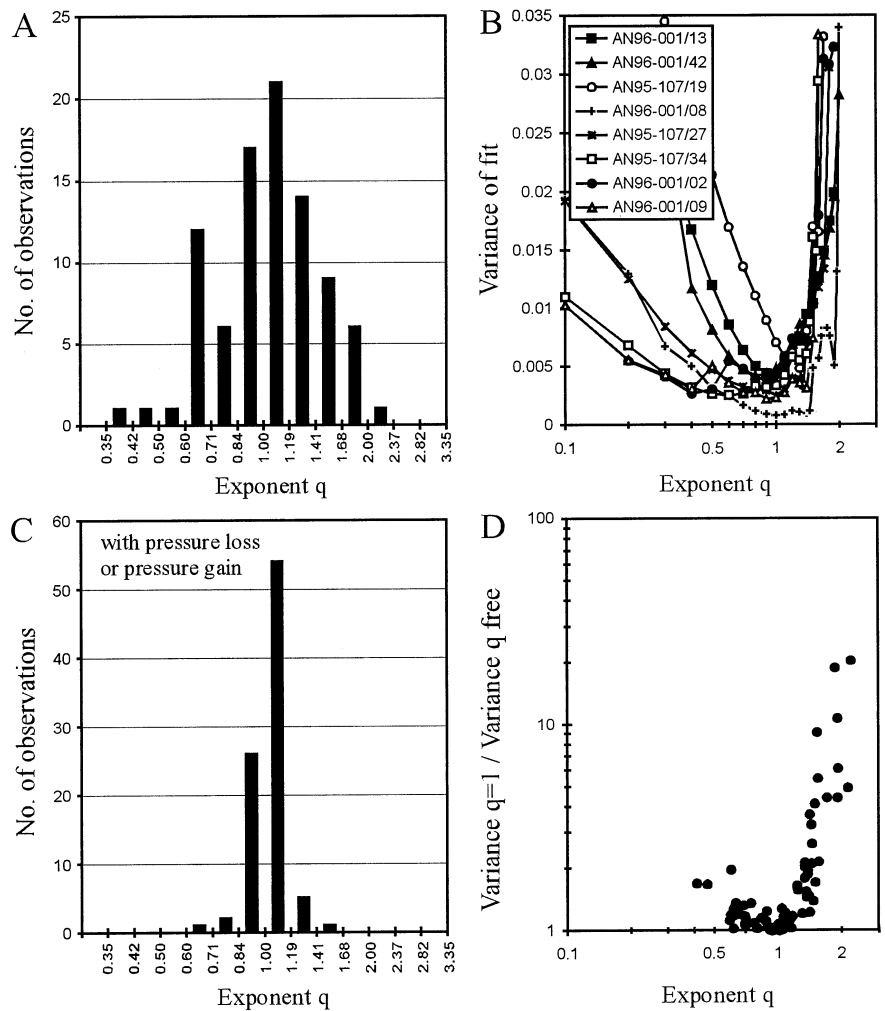 A
25
20
15
10
5
0
No. of observations
0.35 0.42 0.50 0.60 0.71 0.84 1.00 1.19 1.41 1.68 2.00 2.37 2.82 3.35
Exponent q
B
0.035
0.03
0.025
0.02
0.015
0.01
0.005
0
Variance of fit
AN96-001/13
AN96-001/42
AN95-107/19
AN96-001/08
AN95-107/27
AN95-107/34
AN96-001/02
AN96-001/09
0.1 0.5 1 2
Exponent q
C
with pressure loss
or pressure gain
60
50
40
30
20
10
0
No. of observations
0.35 0.42 0.50 0.60 0.71 0.84 1.00 1.19 1.41 1.68 2.00 2.37 2.82 3.35
Exponent q
D
100
10
1
Variance q=1 / Variance q free
0.1 0.5 1 2
Exponent q